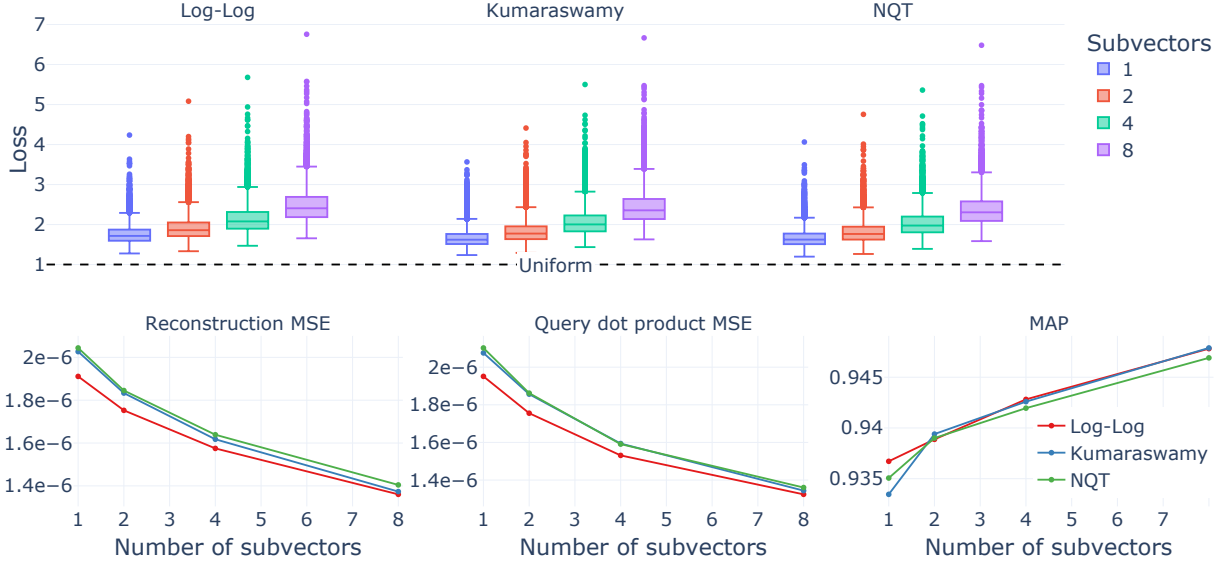 Log-Log Kumaraswamy NQT
7
6
5
4
3
2
1
Loss
Uniform
Subvectors
1
2
4
8
Reconstruction MSE
2e−6
1.8e−6
1.6e−6
1.4e−6
1 2 3 4 5 6 7 8
Number of subvectors
Query dot product MSE
2e−6
1.8e−6
1.6e−6
1.4e−6
1 2 3 4 5 6 7 8
Number of subvectors
MAP
0.945
0.94
0.935
Log-Log
Kumaraswamy
NQT
1 2 3 4 5 6 7
Number of subvectors